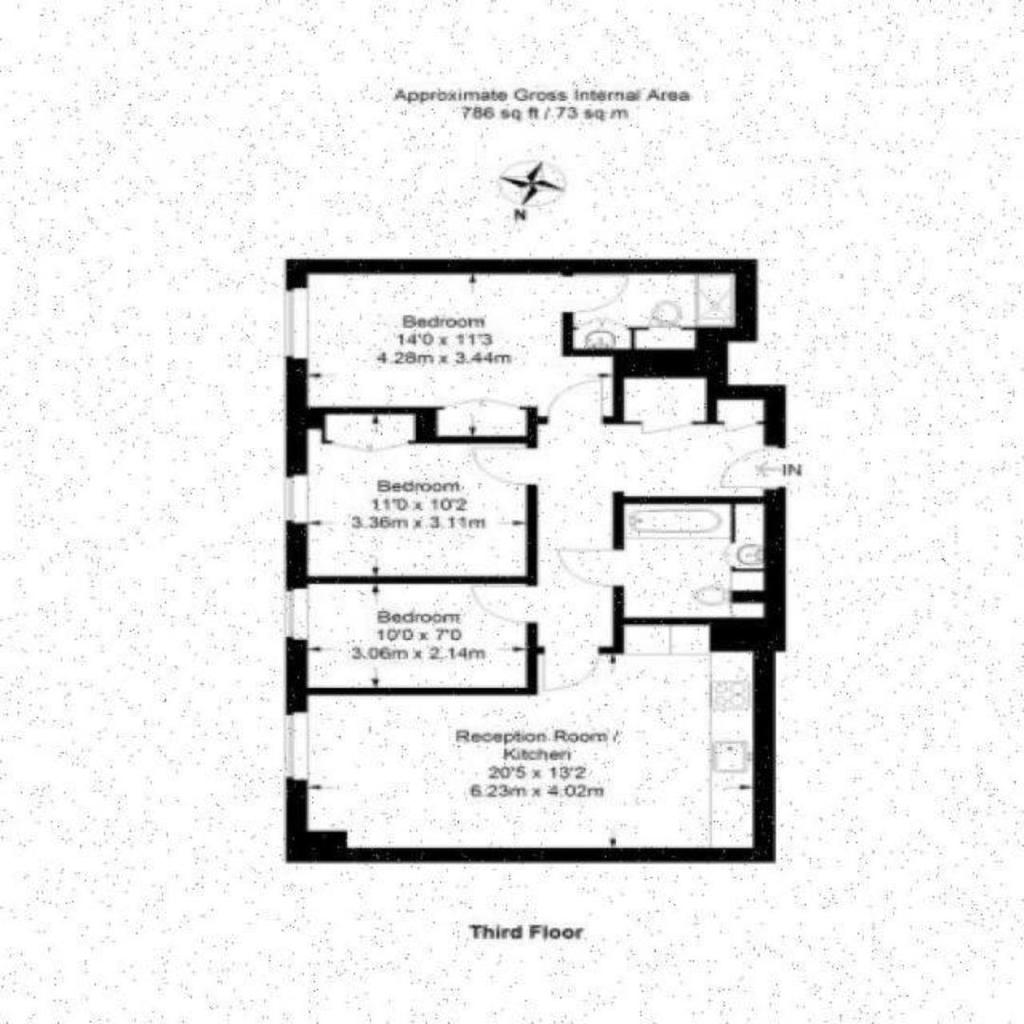 Approximate Gross Internal Area
786 sq ft / 73 sq m
N
Bedroom
14'0 x 11'3
4.28m x 3.44m
IN
Bedroom
11'0 x 10'2
3.36m x 3.11m
Bedroom
10'0 x 7'0
3.06m x 2.14m
Reception Room /
Kitchen
20'5 x 13'2
6.23m x 4.02m
Third Floor